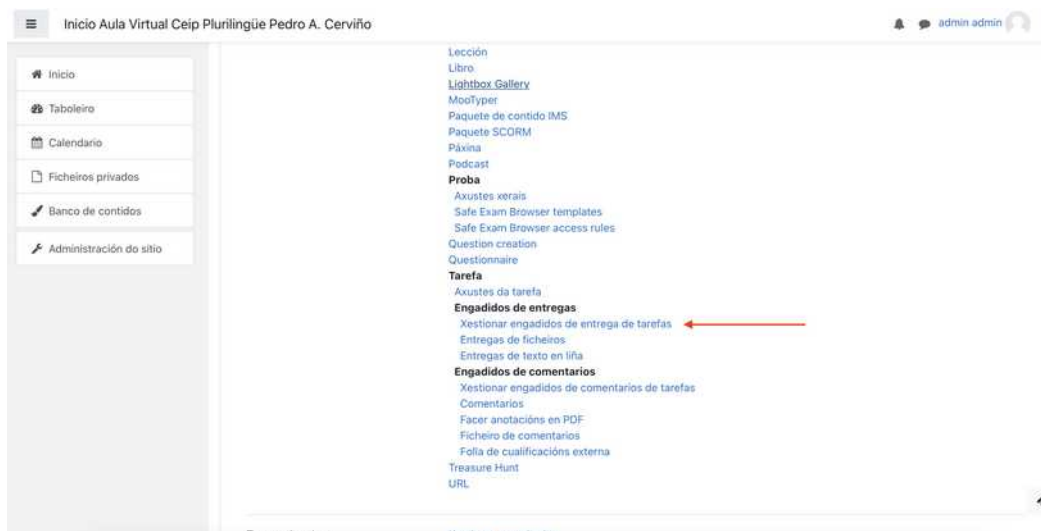 Inicio Aula Virtual Ceip Plurilingüe Pedro A. Cerviño
admin admin
Inicio
Taboleiro
Calendario
Ficheiros privados
Banco de contidos
Administración do sitio
Lección
Libro
Lightbox Gallery
MooTyper
Paquete de contido IMS
Paquete SCORM
Páxina
Podcast
Proba
Axustes xerais
Safe Exam Browser templates
Safe Exam Browser access rules
Question creation
Questionnaire
Tarefa
Axustes da tarefa
Engadidos de entregas
Xestionar engadidos de entrega de tarefas
Entregas de ficheiros
Entregas de texto en liña
Engadidos de comentarios
Xestionar engadidos de comentarios de tarefas
Comentarios
Facer anotacións en PDF
Ficheiro de comentarios
Folla de cualificacións externa
Treasure Hunt
URL